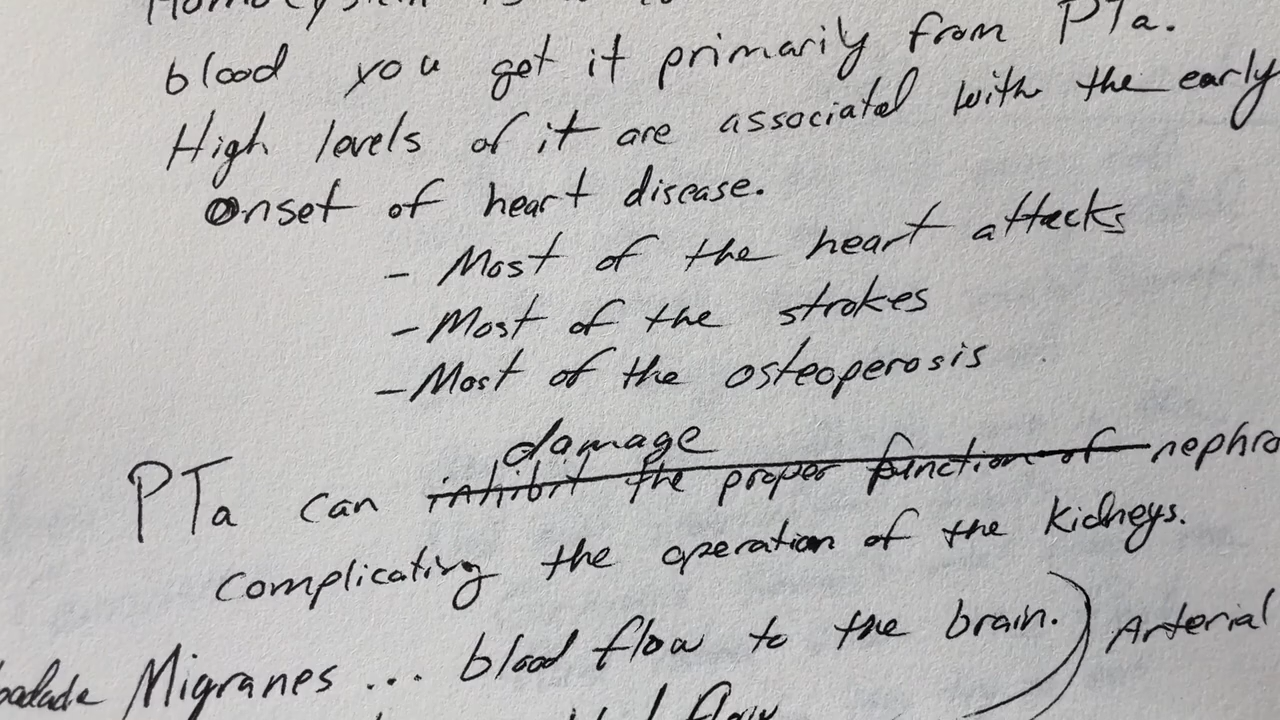 blood you get it primarily from PTa.
High levels of it are associated with the early
Onset of heart disease.
- Most of the heart attacks
- Most of the strokes
- Most of the osteoperosis
damage
PTa can inhibit the proper function of nephro
complicating the operation of the kidneys.
Migranes ... blood flow to the brain.
Arterial
flow